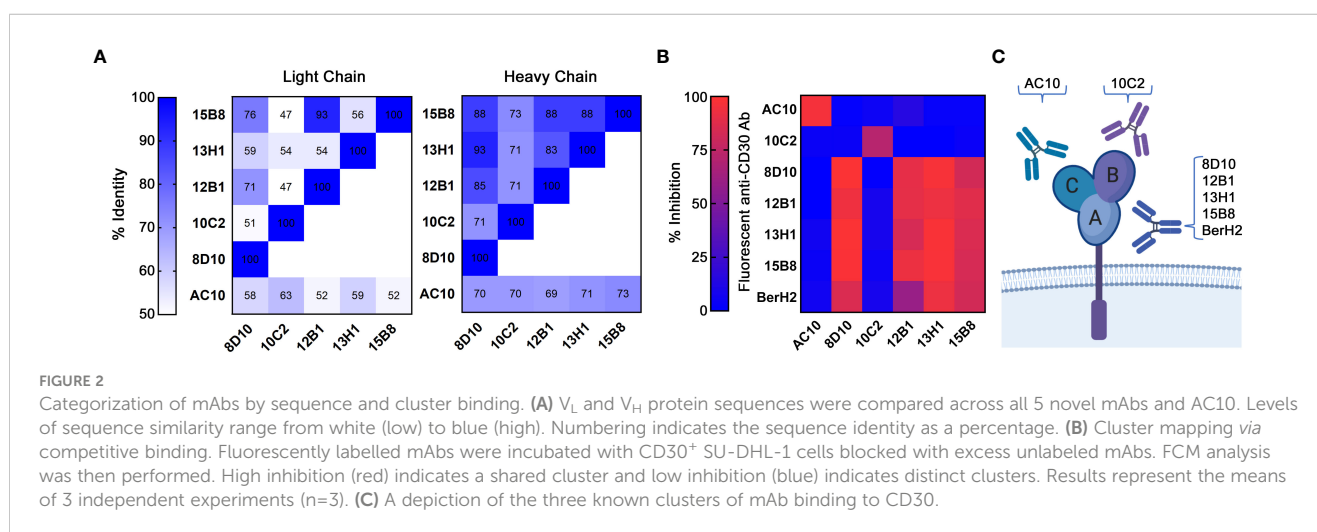 A
Light Chain
Heavy Chain
% Identity
100
90
80
70
60
50
15B8 76 47 93 56 100
13H1 59 54 54 100
12B1 71 47 100
10C2 51 100
8D10 100
AC10 58 63 52 59 52
8D10 10C2 12B1 13H1 15B8
15B8 88 73 88 88 100
13H1 93 71 83 100
12B1 85 71 100
10C2 71 100
8D10 100
AC10 70 70 69 71 73
8D10 10C2 12B1 13H1 15B8
B
% Inhibition
100
75
50
25
0
Fluorescent anti-CD30 Ab
AC10
10C2
8D10
12B1
13H1
15B8
BerH2
AC10 8D10 10C2 12B1 13H1 15B8
C
AC10
10C2
C
B
A
8D10
12B1
13H1
15B8
BerH2
FIGURE 2
Categorization of mAbs by sequence and cluster binding. (A) VL and VH protein sequences were compared across all 5 novel mAbs and AC10. Levels
of sequence similarity range from white (low) to blue (high). Numbering indicates the sequence identity as a percentage. (B) Cluster mapping via
competitive binding. Fluorescently labelled mAbs were incubated with CD30+ SU-DHL-1 cells blocked with excess unlabeled mAbs. FCM analysis
was then performed. High inhibition (red) indicates a shared cluster and low inhibition (blue) indicates distinct clusters. Results represent the means
of 3 independent experiments (n=3). (C) A depiction of the three known clusters of mAb binding to CD30.